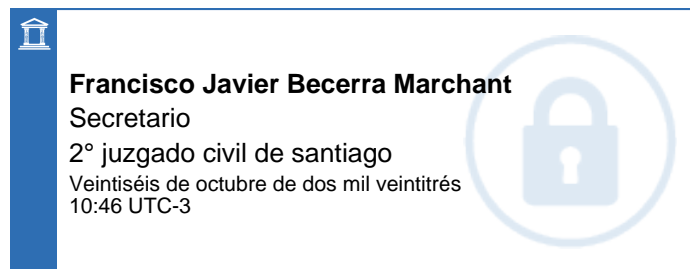 Francisco Javier Becerra Marchant
Secretario
2° juzgado civil de santiago
Veintiséis de octubre de dos mil veintitrés
10:46 UTC-3